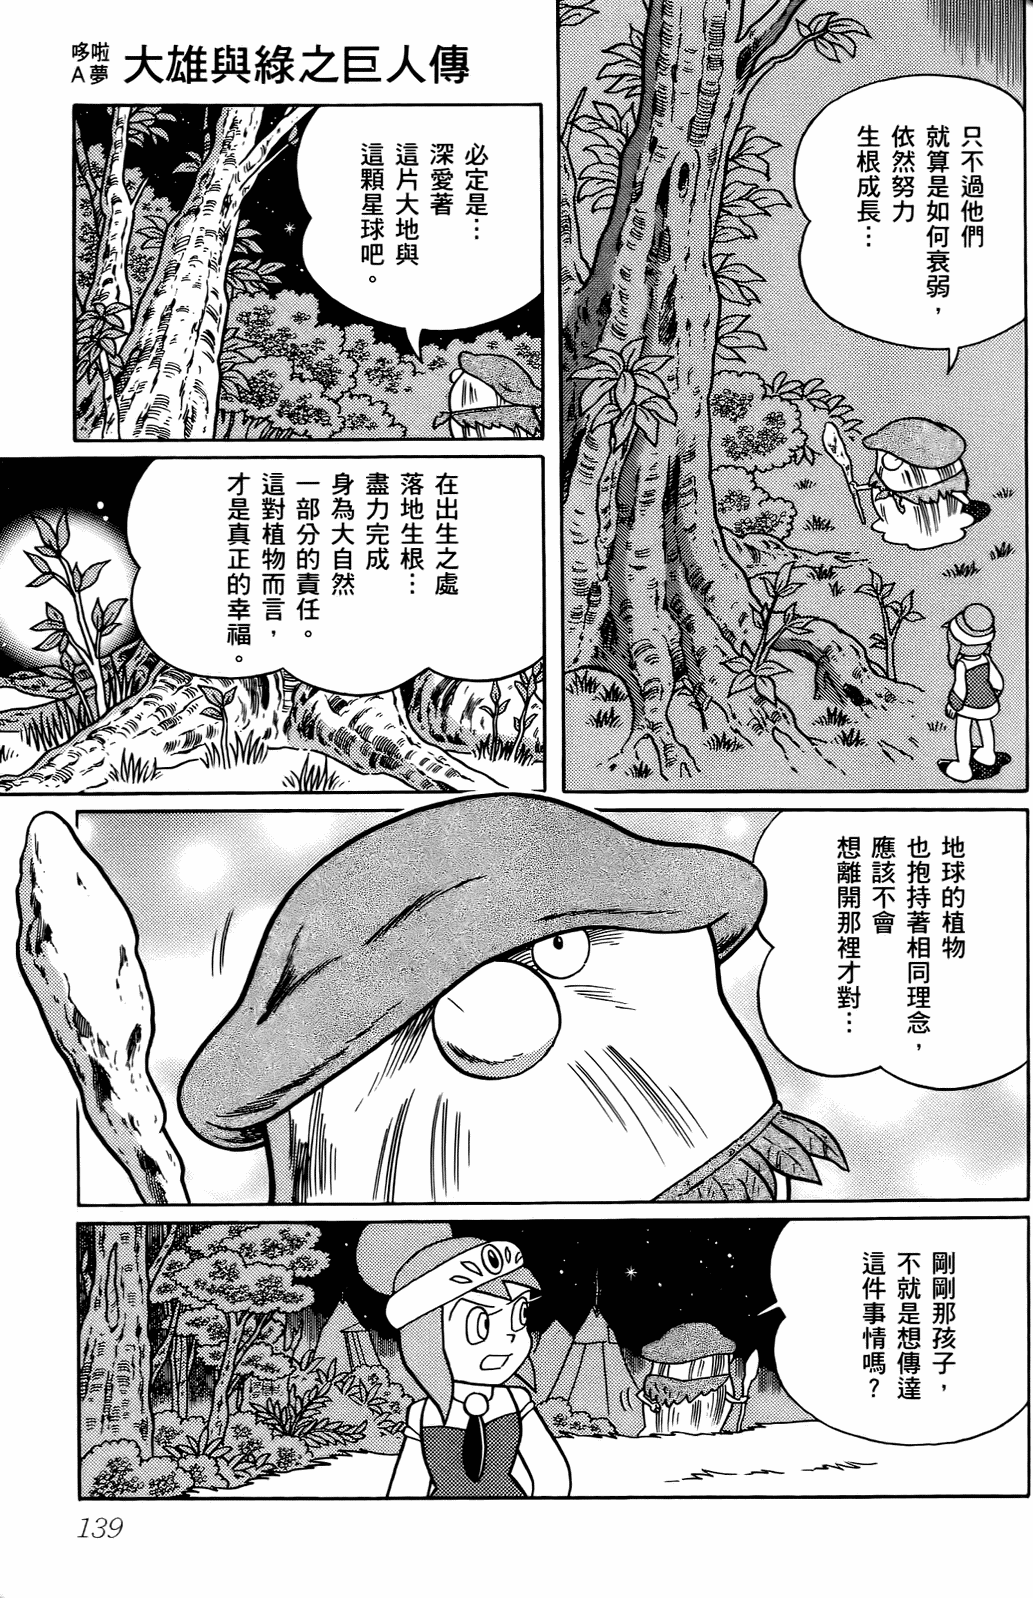 哆啦A夢
大雄與綠之巨人傳
只不過他們
就算是如何衰弱，
依然努力
生根成長…
必定是…
深愛著
這片大地與
這顆星球吧。
在出生之處
落地生根…
盡力完成
身為大自然
一部分的責任。
這對植物而言，
才是真正的幸福。
地球的植物
也抱持著相同理念，
應該不會
想離開那裡才對…
剛剛那孩子，
不就是想傳達
這件事情嗎？
139